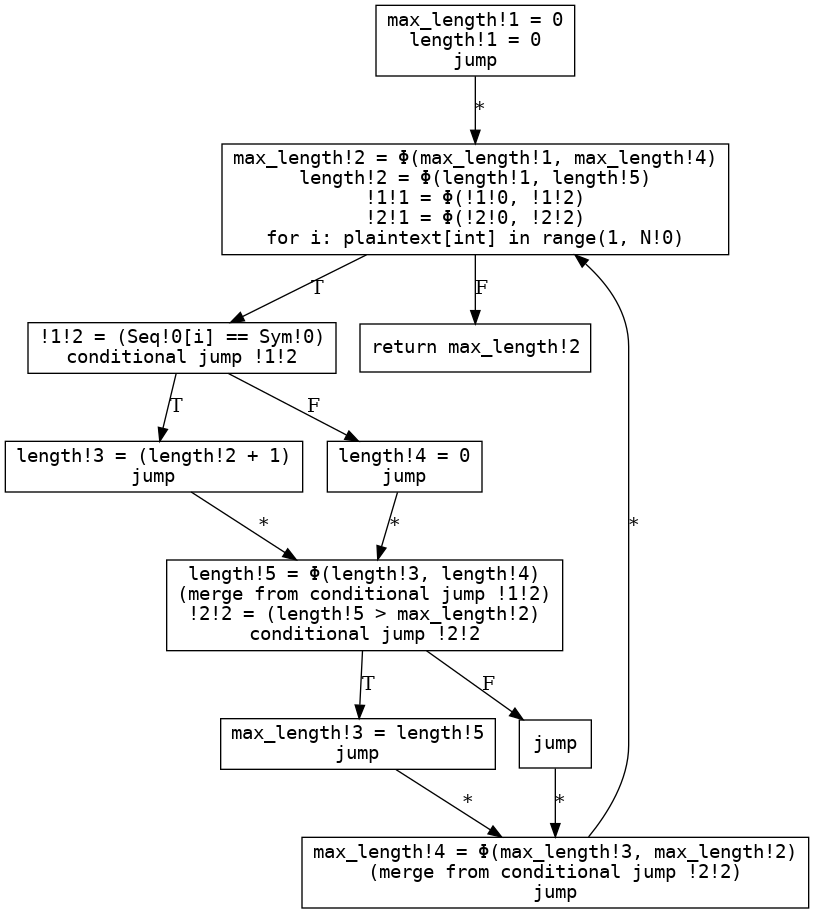 max_length!1 = 0
length!1 = 0
jump
*
max_length!2 = Φ(max_length!1, max_length!4)
length!2 = Φ(length!1, length!5)
!1!1 = Φ(!1!0, !1!2)
!2!1 = Φ(!2!0, !2!2)
for i: plaintext[int] in range(1, N!0)
T
F
!1!2 = (Seq!0[i] == Sym!0)
conditional jump !1!2
return max_length!2
T
F
length!3 = (length!2 + 1)
jump
length!4 = 0
jump
*
*
*
length!5 = Φ(length!3, length!4)
(merge from conditional jump !1!2)
!2!2 = (length!5 > max_length!2)
conditional jump !2!2
T
F
max_length!3 = length!5
jump
jump
*
*
max_length!4 = Φ(max_length!3, max_length!2)
(merge from conditional jump !2!2)
jump